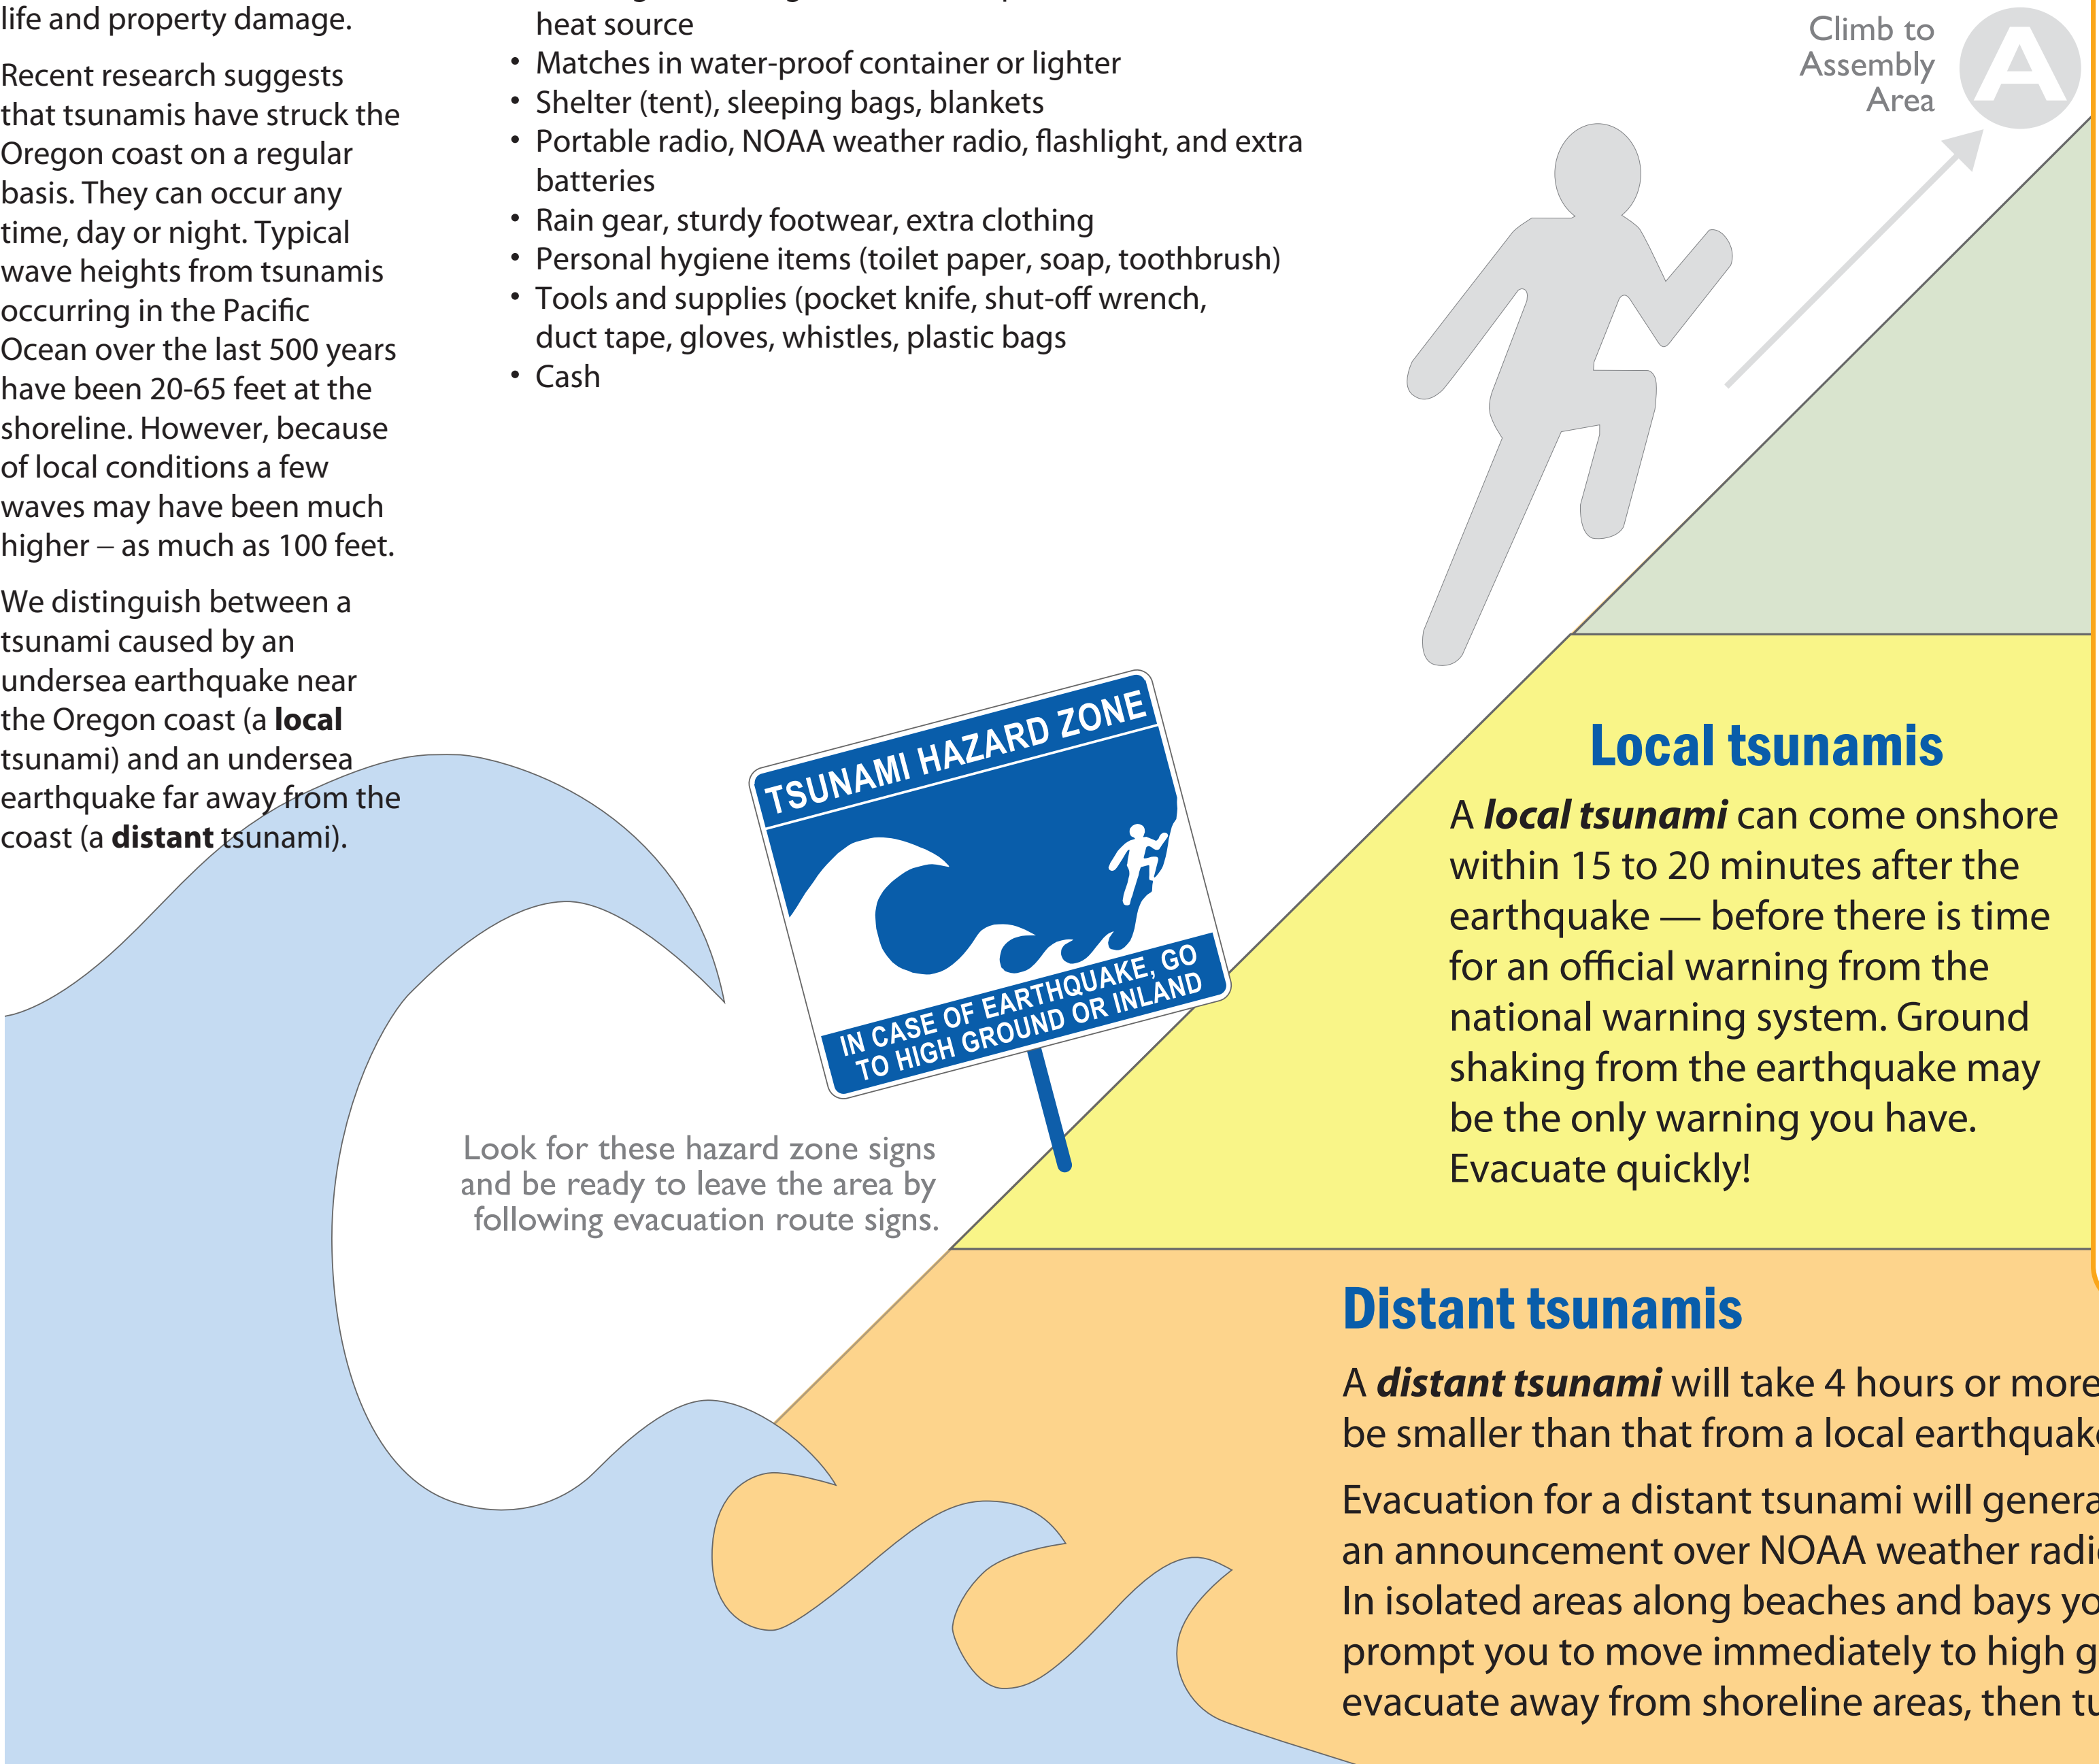 life and property damage.
Recent research suggests
that tsunamis have struck the
Oregon coast on a regular
basis. They can occur any
time, day or night. Typical
wave heights from tsunamis
occurring in the Pacific
Ocean over the last 500 years
have been 20-65 feet at the
shoreline. However, because
of local conditions a few
waves may have been much
higher – as much as 100 feet.
We distinguish between a
tsunami caused by an
undersea earthquake near
the Oregon coast (a local
tsunami) and an undersea
earthquake far away from the
coast (a distant tsunami).
heat source
• Matches in water-proof container or lighter
• Shelter (tent), sleeping bags, blankets
• Portable radio, NOAA weather radio, flashlight, and extra
batteries
• Rain gear, sturdy footwear, extra clothing
• Personal hygiene items (toilet paper, soap, toothbrush)
• Tools and supplies (pocket knife, shut-off wrench,
duct tape, gloves, whistles, plastic bags
• Cash
Climb to
Assembly
Area
A
TSUNAMI HAZARD ZONE
IN CASE OF EARTHQUAKE, GO
TO HIGH GROUND OR INLAND
Look for these hazard zone signs
and be ready to leave the area by
following evacuation route signs.
Local tsunamis
A local tsunami can come onshore
within 15 to 20 minutes after the
earthquake — before there is time
for an official warning from the
national warning system. Ground
shaking from the earthquake may
be the only warning you have.
Evacuate quickly!
Distant tsunamis
A distant tsunami will take 4 hours or more
be smaller than that from a local
Evacuation for a distant tsunami will
an announcement over NOAA weather
In isolated areas along beaches and bays
prompt you to move immediately to high
evacuate away from shoreline areas, then